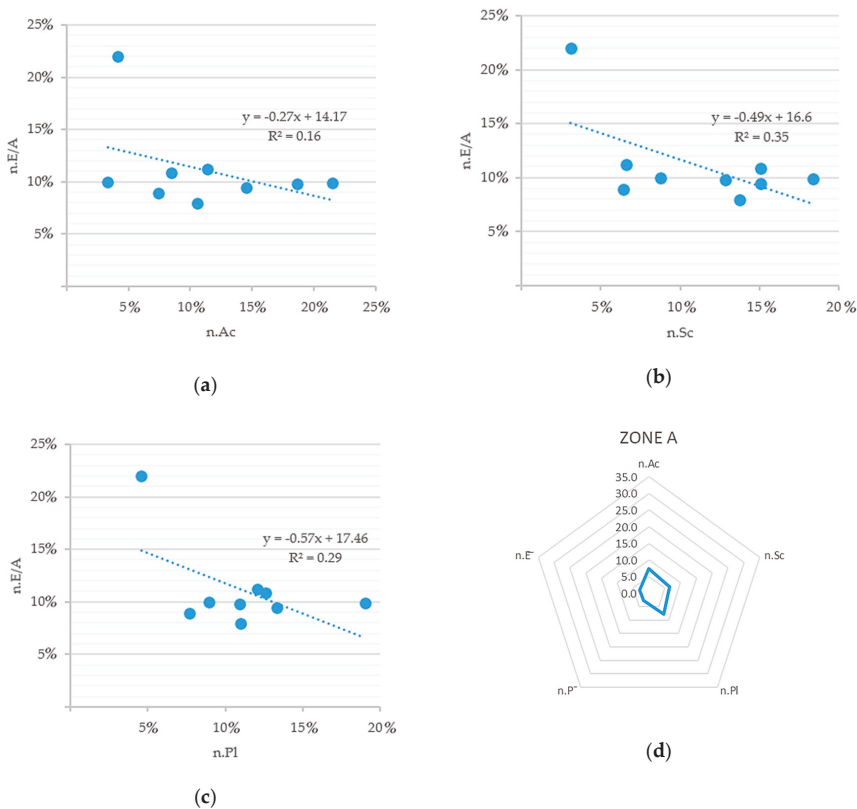 25%
20%
15%
10%
5%
n.E/A
y = -0.27x + 14.17
R² = 0.16
5% 10% 15% 20% 25%
n.Ac
(a)
25%
20%
15%
10%
5%
n.E/A
y = -0.49x + 16.6
R² = 0.35
5% 10% 15% 20%
n.Sc
(b)
25%
20%
15%
10%
5%
n.E/A
y = -0.57x + 17.46
R² = 0.29
5% 10% 15% 20%
n.Pl
(c)
ZONE A
n.Ac
35.0
30.0
25.0
20.0
15.0
10.0
5.0
0.0
n.Sc
n.Pl
n.P⁻
n.E⁻
(d)